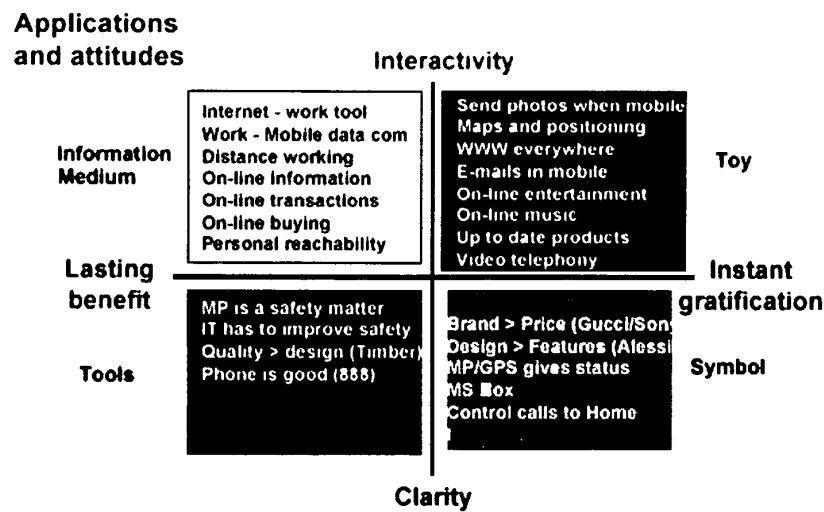 Applications
and attitudes
Interactivity
Internet - work tool
Work - Mobile data com
Distance working
On-line information
On-line transactions
On-line buying
Personal reachability
Information
Medium
Send photos when mobile
Maps and positioning
WWW everywhere
E-mails in mobile
On-line entertainment
On-line music
Up to date products
Video telephony
Toy
Lasting
benefit
Instant
gratification
MP is a safety matter
IT has to improve safety
Quality > design (Timber)
Phone is good (888)
Tools
Brand > Price (Gucci/Sony
Design > Features (Alessi
MP/GPS gives status
MS
Control calls to Home
Symbol
Clarity